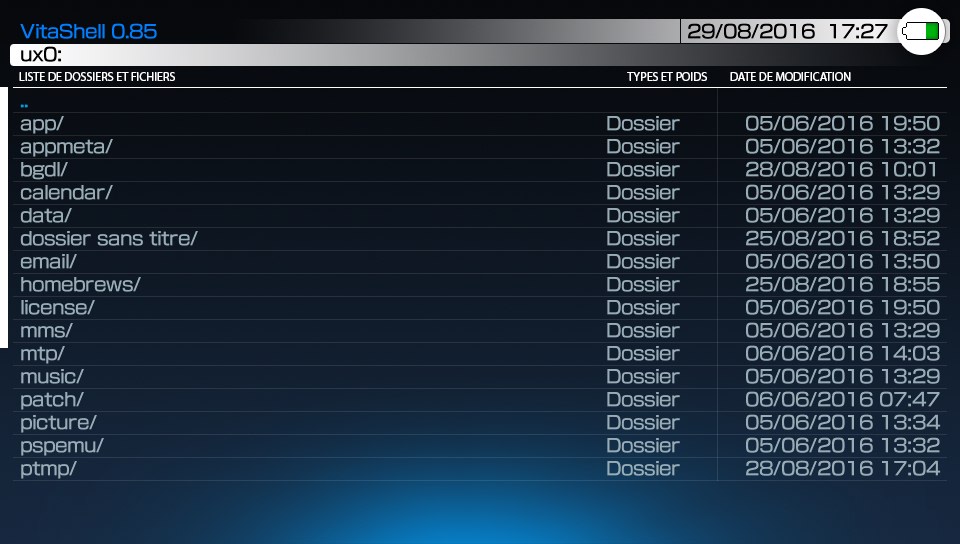 VitaShell 0.85 29/08/2016 17:27
ux0:
LISTE DE DOSSIERS ET FICHIERS TYPES ET POIDS DATE DE MODIFICATION
..
app/ Dossier 05/06/2016 19:50
appmeta/ Dossier 05/06/2016 13:32
bgdl/ Dossier 28/08/2016 10:01
calendar/ Dossier 05/06/2016 13:29
data/ Dossier 05/06/2016 13:29
dossier sans titre/ Dossier 25/08/2016 18:52
email/ Dossier 05/06/2016 13:50
homebrews/ Dossier 25/08/2016 18:55
license/ Dossier 05/06/2016 19:50
mms/ Dossier 05/06/2016 13:29
mtp/ Dossier 06/06/2016 14:03
music/ Dossier 05/06/2016 13:29
patch/ Dossier 06/06/2016 07:47
picture/ Dossier 05/06/2016 13:34
pspemu/ Dossier 05/06/2016 13:32
ptmp/ Dossier 28/08/2016 17:04